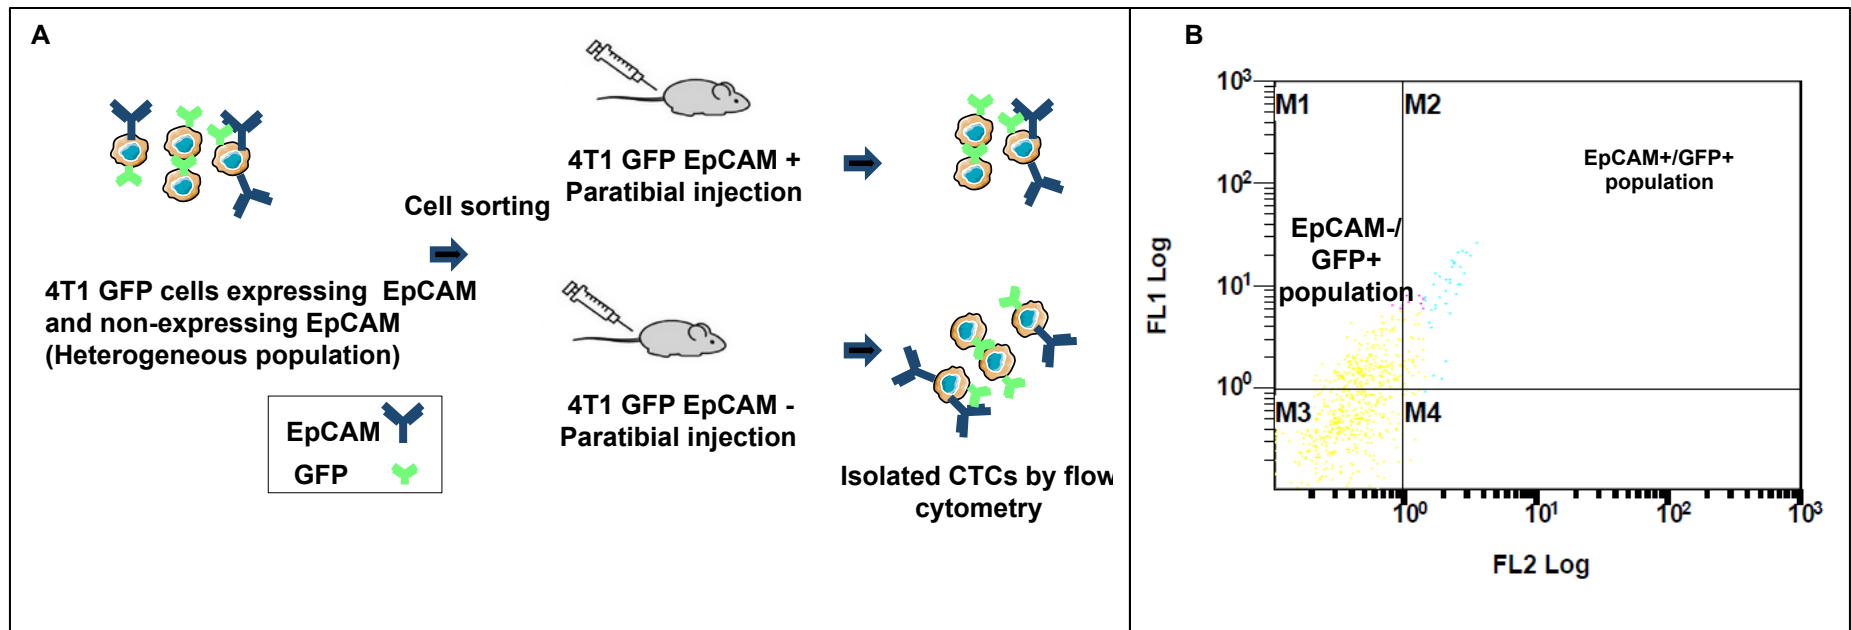 A
4T1 GFP cells expressing EpCAM
and non-expressing EpCAM
(Heterogeneous population)
EpCAM
GFP
Cell sorting
4T1 GFP EpCAM +
Paratibial injection
4T1 GFP EpCAM -
Paratibial injection
Isolated CTCs by flow
cytometry
B
10³
10²
10¹
10⁰
FL1 Log
M1
M2
EpCAM+/GFP+
population
EpCAM-/
GFP+
population
M3
M4
10⁰
10¹
10²
10³
FL2 Log